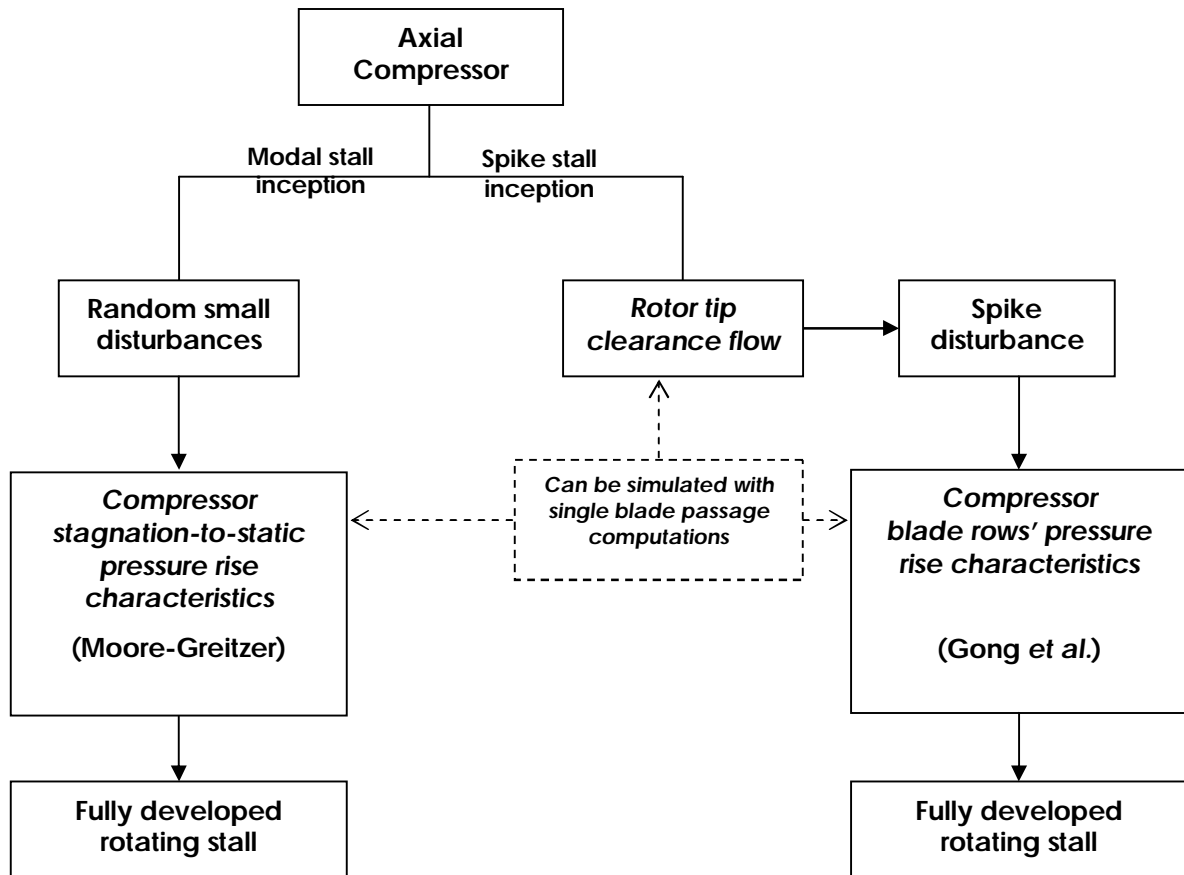 Axial
Compressor
Modal stall
inception
Spike stall
inception
Random small
disturbances
Rotor tip
clearance flow
Spike
disturbance
Compressor
stagnation-to-static
pressure rise
characteristics
(Moore-Greitzer)
Can be simulated with
single blade passage
computations
Compressor
blade rows' pressure
rise characteristics
(Gong et al.)
Fully developed
rotating stall
Fully developed
rotating stall